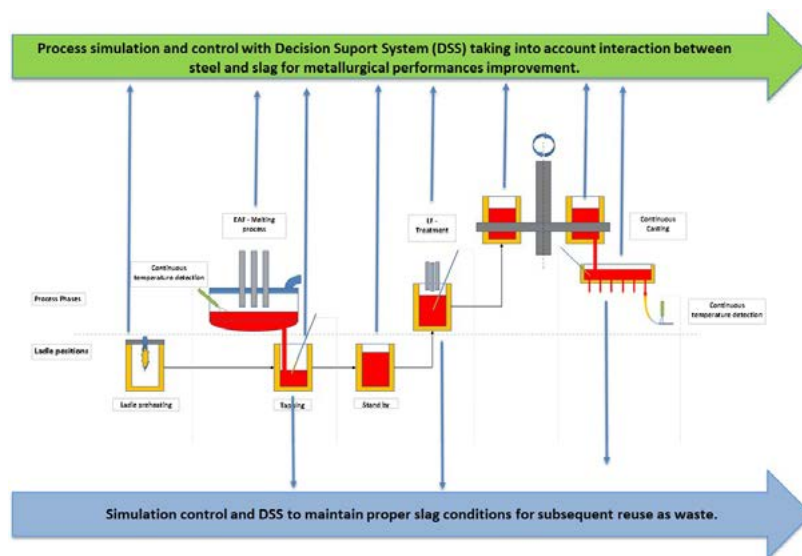 Process simulation and control with Decision Suport System (DSS) taking into account interaction between
steel and slag for metallurgical performances improvement.
EAF - Melting
process
LF -
Treatment
Continuous
Casting
Continuous
temperature detection
Process Phases
Continuous
temperature detection
Ladle positions
Ladle preheating
Tapping
Stand by
Simulation control and DSS to maintain proper slag conditions for subsequent reuse as waste.